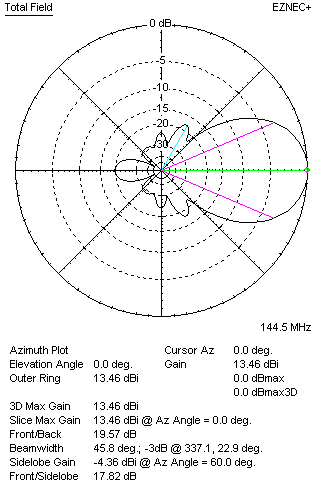 Total Field
EZNEC+
0 dB
-5
-10
-15
-20
-30
144.5 MHz
Azimuth Plot
Cursor Az 0.0 deg.
Elevation Angle 0.0 deg.
Gain 13.46 dBi
Outer Ring 13.46 dBi
0.0 dBmax
0.0 dBmax3D
3D Max Gain 13.46 dBi
Slice Max Gain 13.46 dBi @ Az Angle = 0.0 deg.
Front/Back 19.57 dB
Beamwidth 45.8 deg.; -3dB @ 337.1, 22.9 deg.
Sidelobe Gain -4.36 dBi @ Az Angle = 60.0 deg.
Front/Sidelobe 17.82 dB